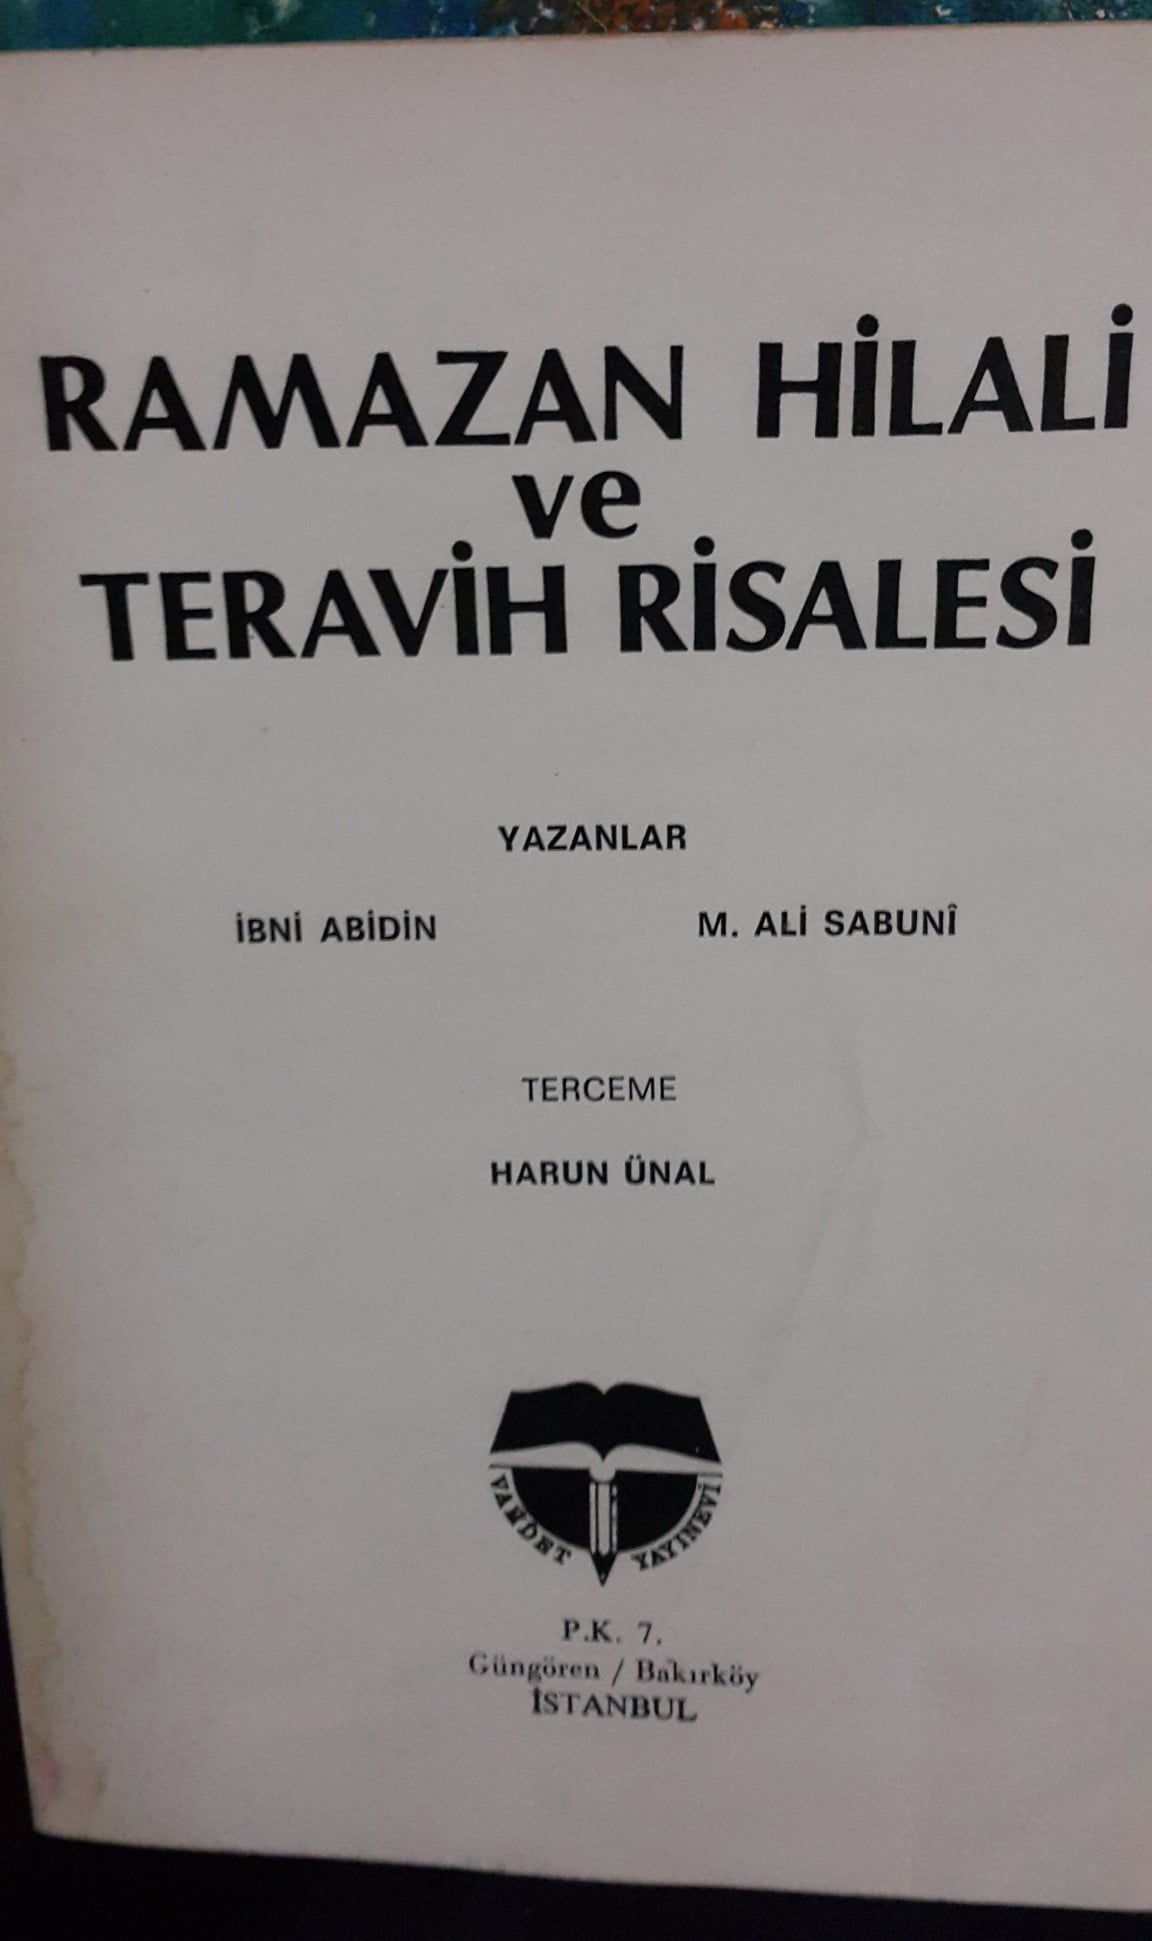 RAMAZAN HİLALİ
ve
TERAVİH RİSALESİ
YAZANLAR
İBNİ ABİDİN M. ALİ SABUNÎ
TERCEME
HARUN ÜNAL
VAHDET YAYINEVİ
P.K. 7,
Güngören / Bakırköy
İSTANBUL